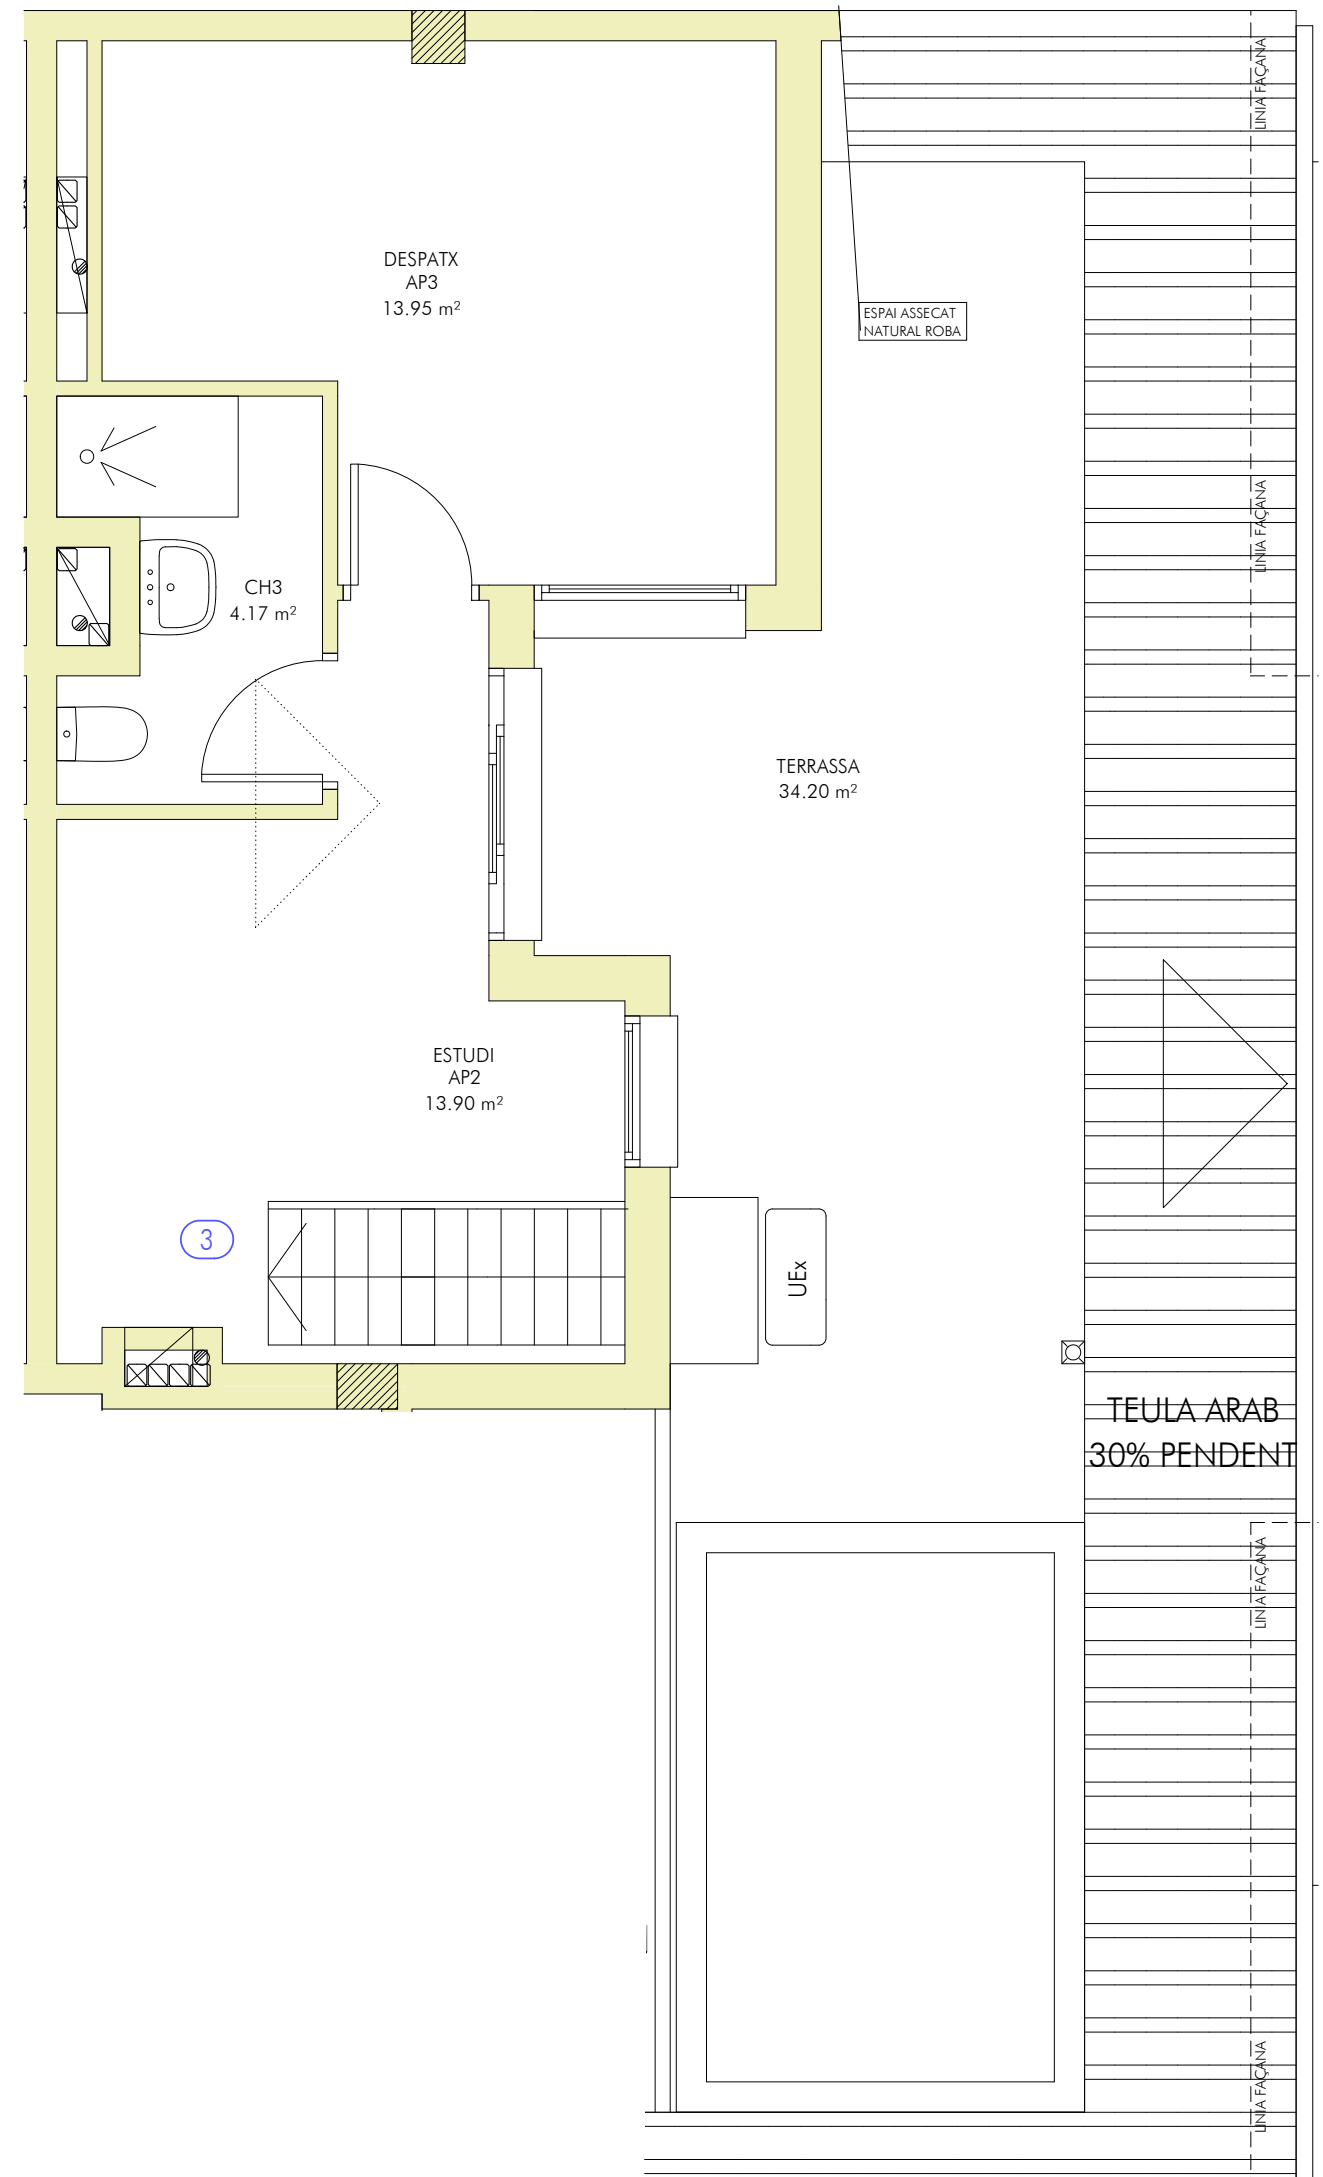 LINIA FAÇANA
DESPATX
AP3
13.95 m²
ESPAI ASSECAT
NATURAL ROBA
LINIA FAÇANA
CH3
4.17 m²
TERRASSA
34.20 m²
ESTUDI
AP2
13.90 m²
3
UEx
TEULA ARAB
30% PENDENT
LINIA FAÇANA
LINIA FAÇANA